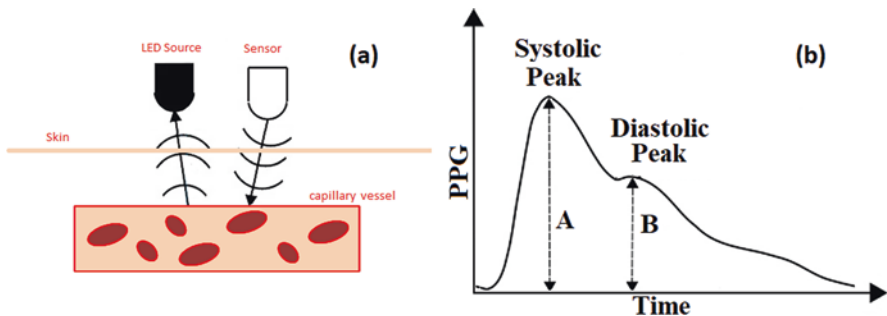 LED Source
Sensor
(a)
Skin
capillary vessel
Systolic
Peak
(b)
Diastolic
Peak
PPG
A
B
Time